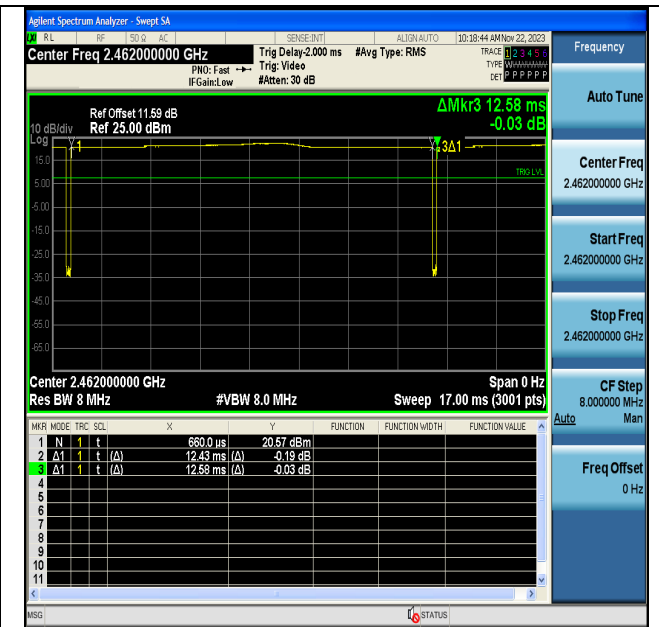 Agilent Spectrum Analyzer - Swept SA
LXI RL RF 50 Ω AC SENSE:INT ALIGN AUTO 10:18:44 AM Nov 22, 2023
Center Freq 2.462000000 GHz
PNO: Fast
IFGain:Low
Trig Delay-2.000 ms
Trig: Video
#Atten: 30 dB
#Avg Type: RMS
TRACE 1 2 3 4 5 6
TYPE
DET P P P P P P
Frequency
Ref Offset 11.59 dB
10 dB/div Ref 25.00 dBm
Log
ΔMkr3 12.58 ms
-0.03 dB
1
3Δ1
TRIG LVL
15.0
5.00
-5.00
-15.0
-25.0
-35.0
-45.0
-55.0
-65.0
Center 2.462000000 GHz Span 0 Hz
Res BW 8 MHz #VBW 8.0 MHz Sweep 17.00 ms (3001 pts)
MKR MODE TRC SCL X Y FUNCTION FUNCTION WIDTH FUNCTION VALUE
1 N 1 t 660.0 µs 20.57 dBm
2 Δ1 1 t (Δ) 12.43 ms (Δ) -0.19 dB
3 Δ1 1 t (Δ) 12.58 ms (Δ) -0.03 dB
4
5
6
7
8
9
10
11
Auto Tune
Center Freq
2.462000000 GHz
Start Freq
2.462000000 GHz
Stop Freq
2.462000000 GHz
CF Step
8.000000 MHz
Auto Man
Freq Offset
0 Hz
MSG STATUS